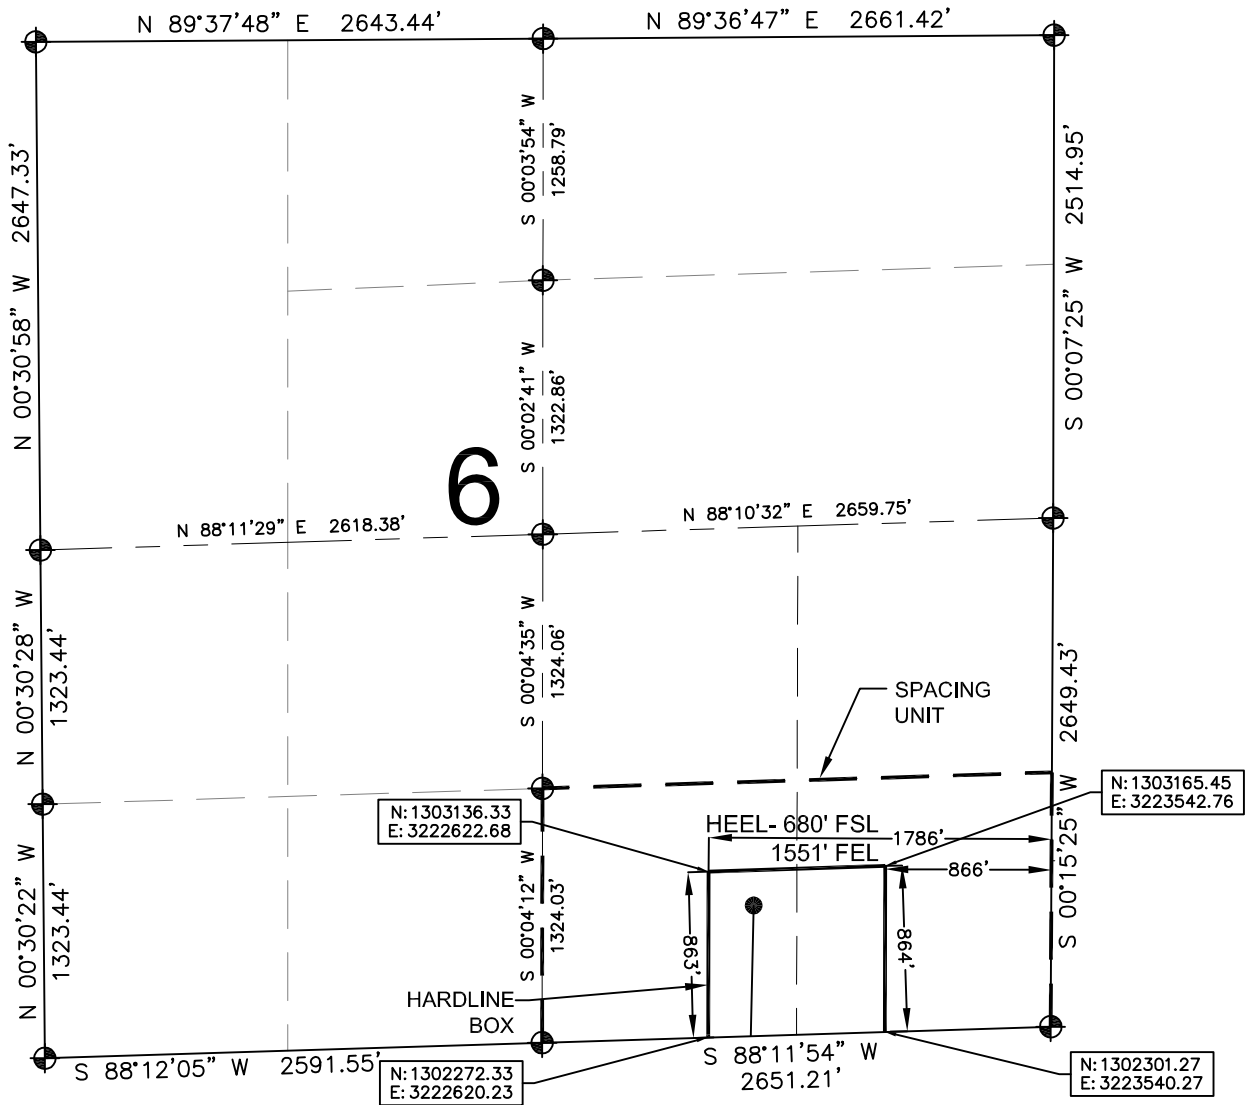 N 89°37'48" E 2643.44'
N 89°36'47" E 2661.42'
N 00°30'58" W 2647.33'
S 00°03'54" W
1258.79'
S 00°07'25" W 2514.95'
S 00°02'41" W
1322.86'
6
N 88°11'29" E 2618.38'
N 88°10'32" E 2659.75'
N 00°30'28" W
1323.44'
S 00°04'35" W
1324.06'
SPACING
UNIT
S 00°15'25" W 2649.43'
N: 1303136.33
E: 3222622.68
N: 1303165.45
E: 3223542.76
HEEL- 680' FSL
1786'
1551' FEL
866'
N 00°30'22" W
1323.44'
S 00°04'12" W
1324.03'
863'
864'
HARDLINE
BOX
S 88°12'05" W 2591.55'
S 88°11'54" W
2651.21'
N: 1302272.33
E: 3222620.23
N: 1302301.27
E: 3223540.27